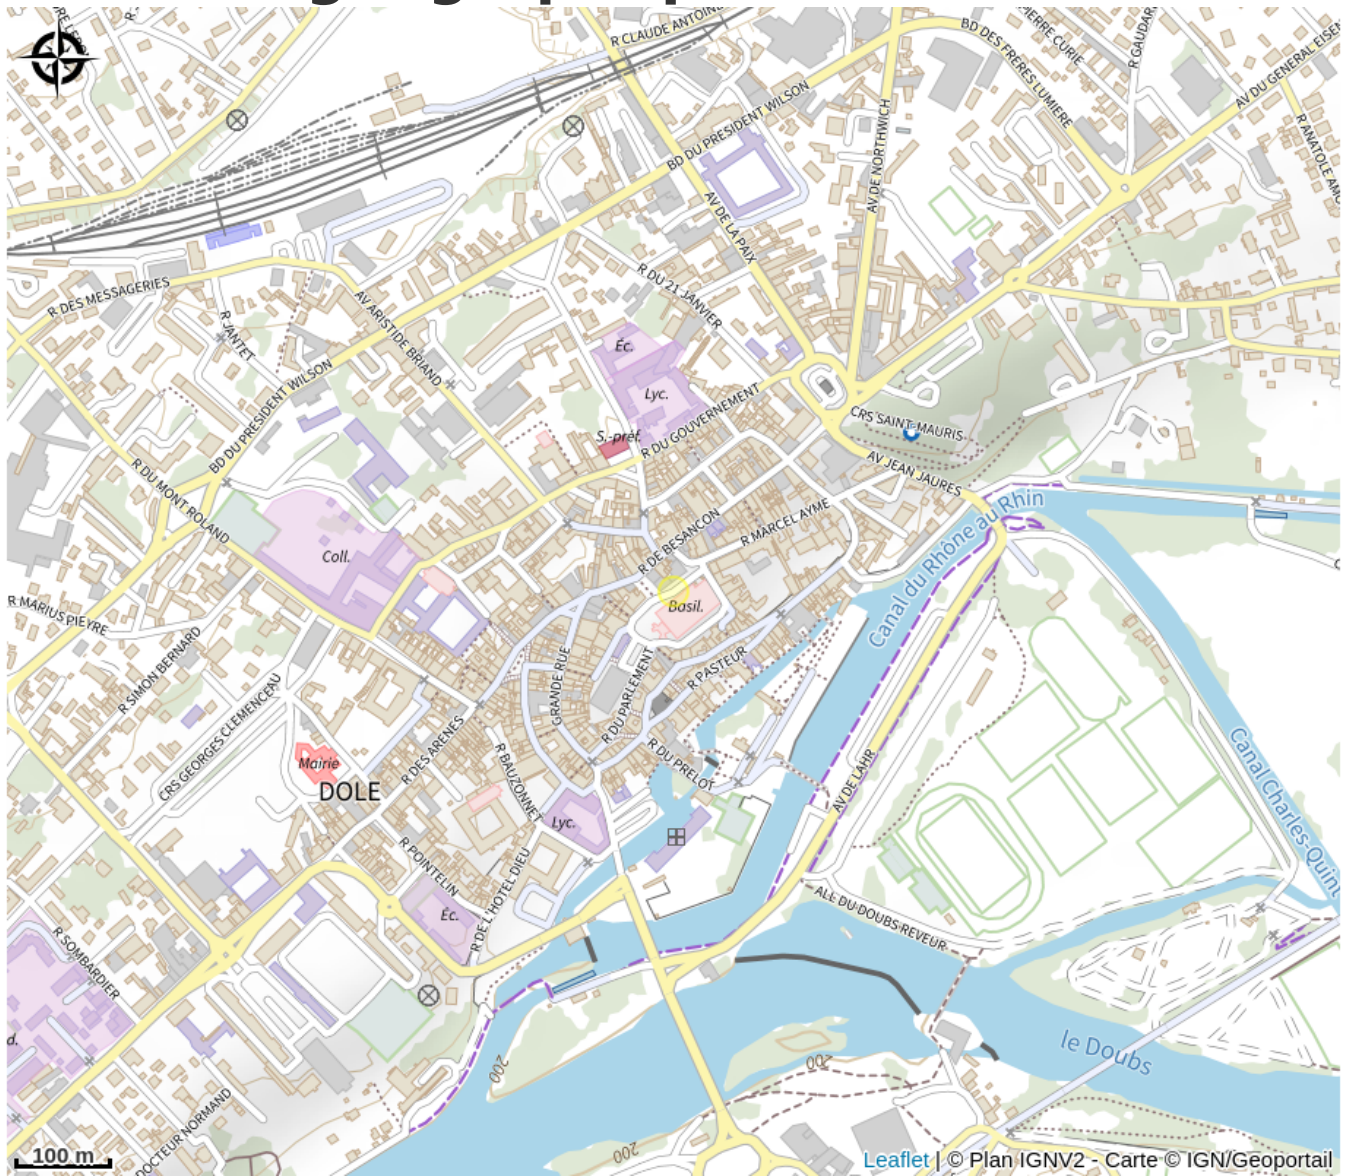 R CLAUDE ANTOINE
BD DES FRERES LUMIERE
PIERRE CURIE
R GAUDARD
AV DU GENERAL EISEN
R ANATOLE AMO
BD DU PRESIDENT WILSON
AV DE NORTHWICH
AV DE LA PAIX
R DU 21 JANVIER
R DES MESSAGERIES
R JANTET
AV ARISTIDE BRIAND
BD DU PRESIDENT WILSON
Éc.
Lyc.
S.-préf.
R DU GOUVERNEMENT
CRS SAINT-MAURIS
AV JEAN JAURES
R DU MONT ROLAND
Coll.
R DE BESANCON
R MARCEL AYME
Canal du Rhône au Rhin
Basil.
R MARIUS PIEYRE
R SIMON BERNARD
CRS GEORGES CLEMENCEAU
GRANDE RUE
R DU PARLEMENT
R PASTEUR
R DES ARENES
R BAUZONNET
R DU PRELOT
AV DE LAHR
Canal Charles-Quint
Mairie
DOLE
Lyc.
R POINTELIN
R DE L'HOTEL DIEU
Éc.
ALL DU DOUBS REVEUR
R SOMBARDIER
d.
le Doubs
200
200
200
DOCTEUR NORMAND
100 m
Leaflet | © Plan IGNV2 - Carte © IGN/Geoportail